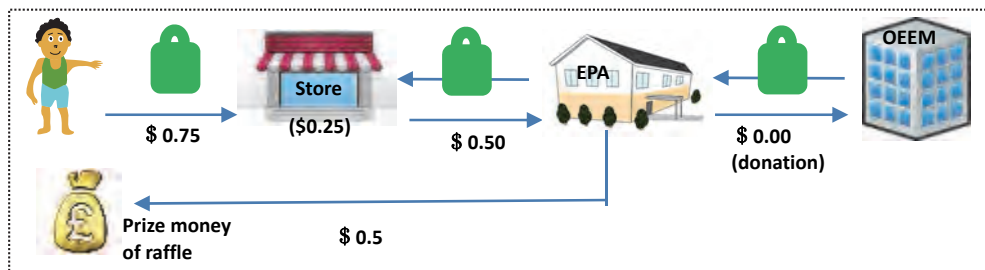 OEEM
EPA
Store
($0.25)
$ 0.75
$ 0.50
$ 0.00
(donation)
£
Prize money
of raffle
$ 0.5